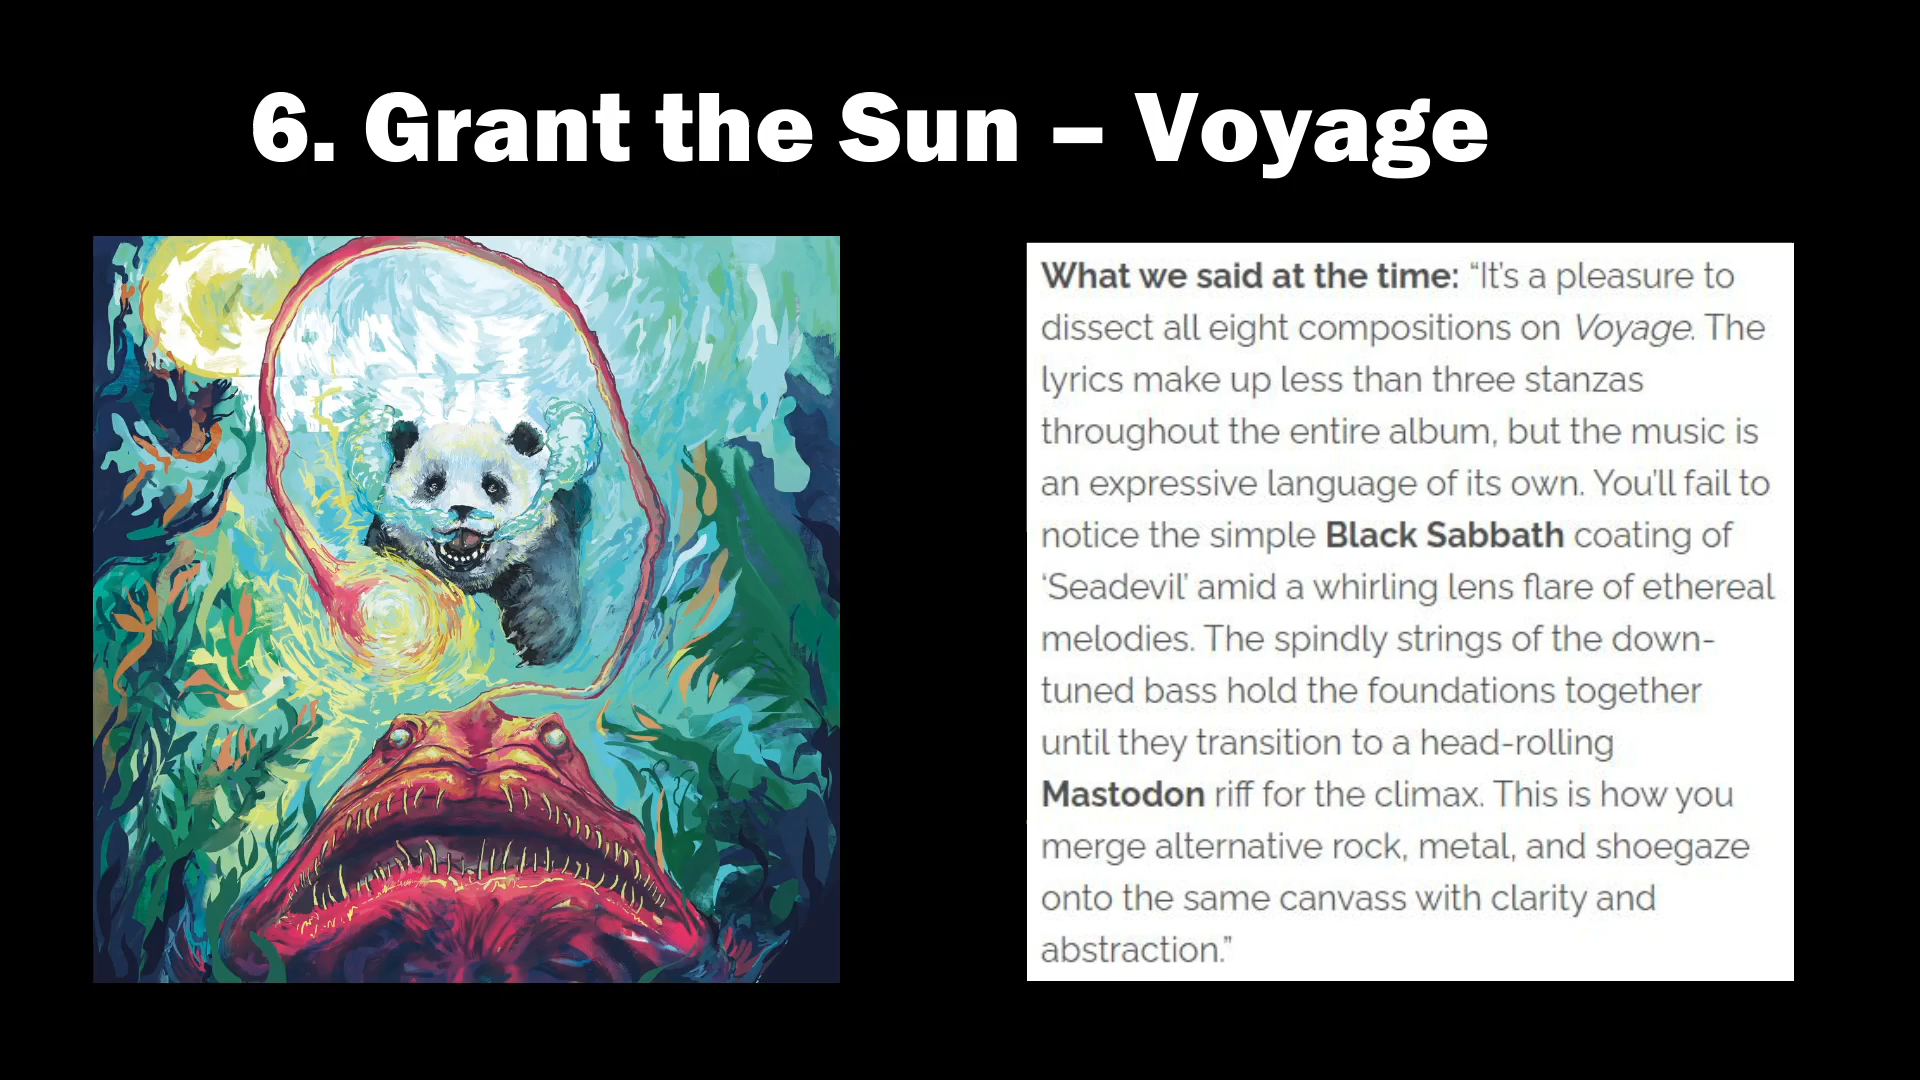 6. Grant the Sun – Voyage
GRANT
THE SUN
What we said at the time: “It’s a pleasure to
dissect all eight compositions on Voyage. The
lyrics make up less than three stanzas
throughout the entire album, but the music is
an expressive language of its own. You’ll fail to
notice the simple Black Sabbath coating of
‘Seadevil’ amid a whirling lens flare of ethereal
melodies. The spindly strings of the down-
tuned bass hold the foundations together
until they transition to a head-rolling
Mastodon riff for the climax. This is how you
merge alternative rock, metal, and shoegaze
onto the same canvass with clarity and
abstraction.”